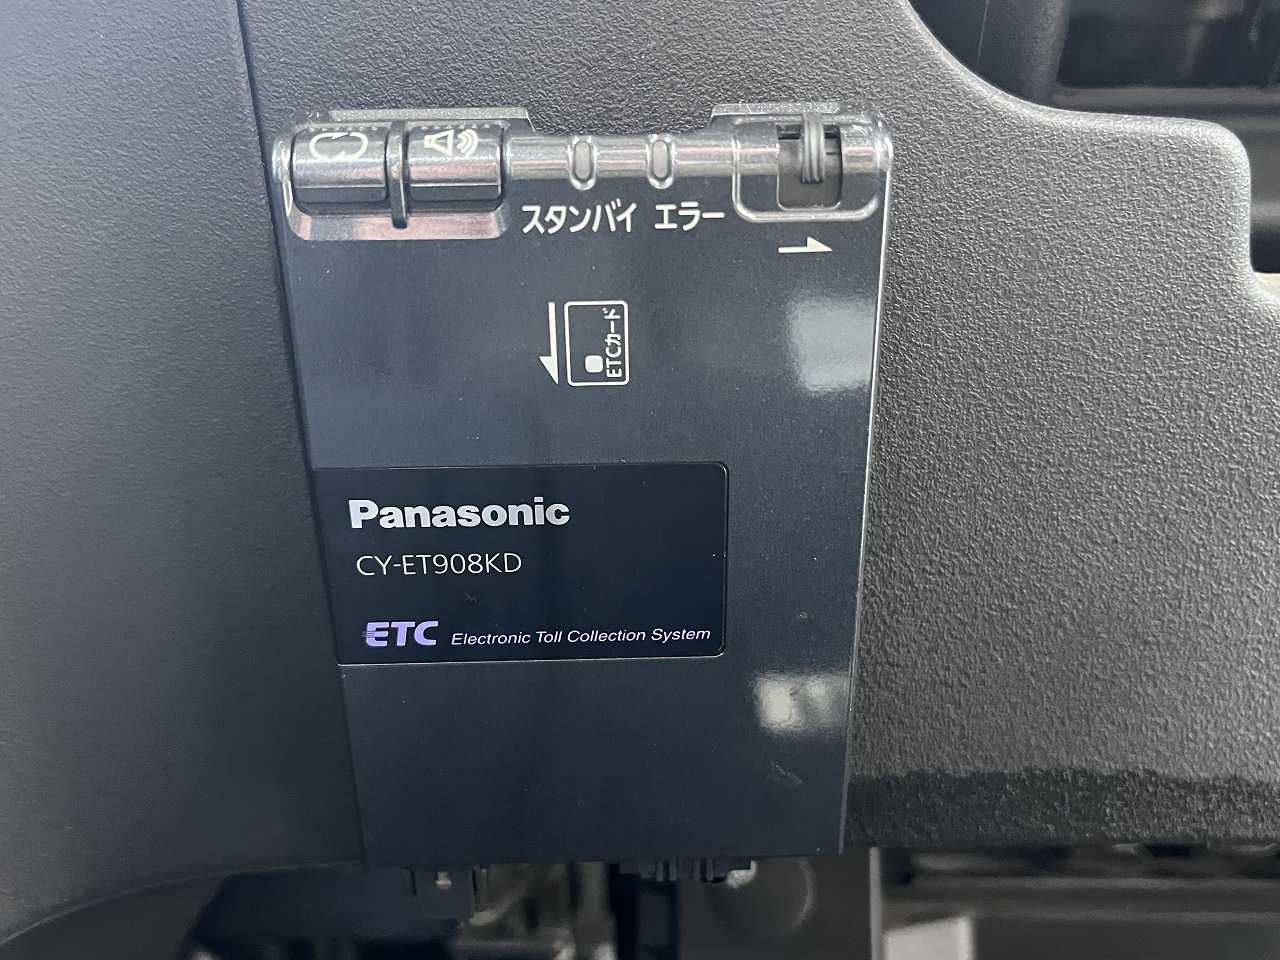 スタンバイ エラー
ETCカード
Panasonic
CY-ET908KD
ETC Electronic Toll Collection System